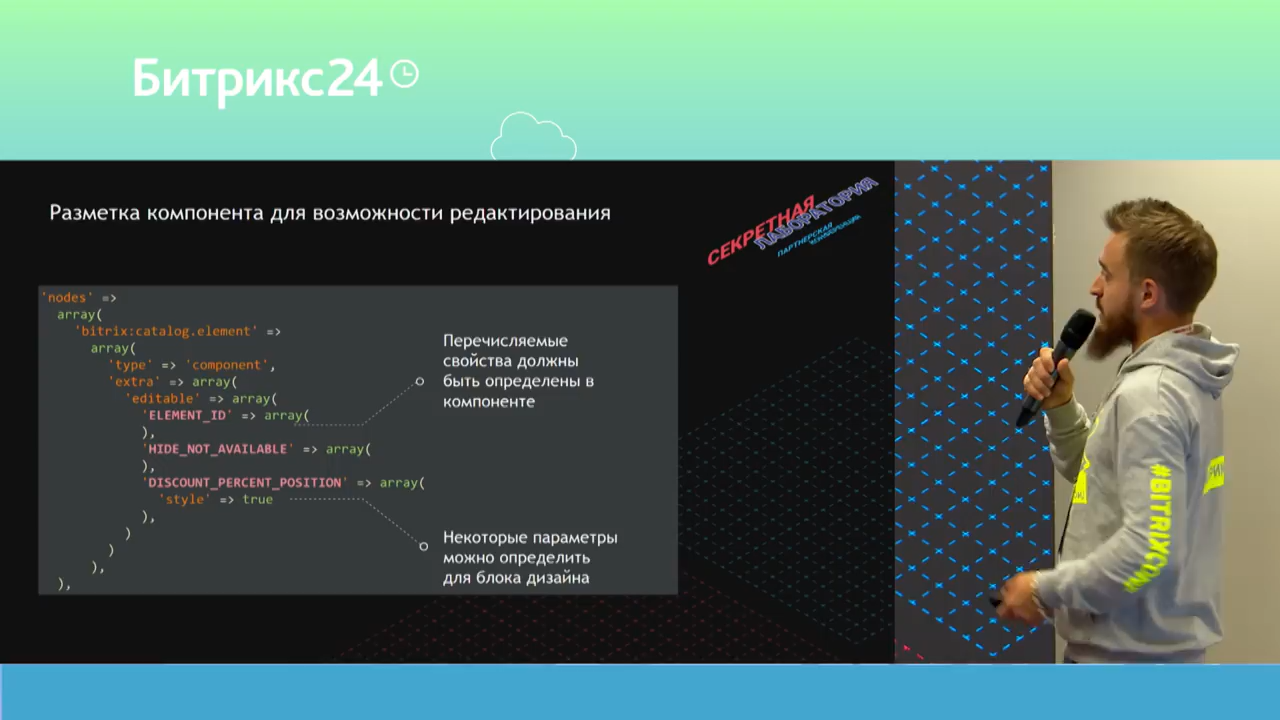 Битрикс24
Разметка компонента для возможности редактирования
СЕКРЕТНАЯ
ЛАБОРАТОРИЯ
ПАРТНЕРСКАЯ
'nodes' =>
array(
'bitrix:catalog.element' =>
array(
'type' => 'component',
'extra' => array(
'editable' => array(
'ELEMENT_ID' => array(
),
'HIDE_NOT_AVAILABLE' => array(
),
'DISCOUNT_PERCENT_POSITION' => array(
'style' => true
),
)
)
),
),
Перечисляемые
свойства должны
быть определены в
компоненте
Некоторые параметры
можно определить
для блока дизайна
#BITRIXCONF